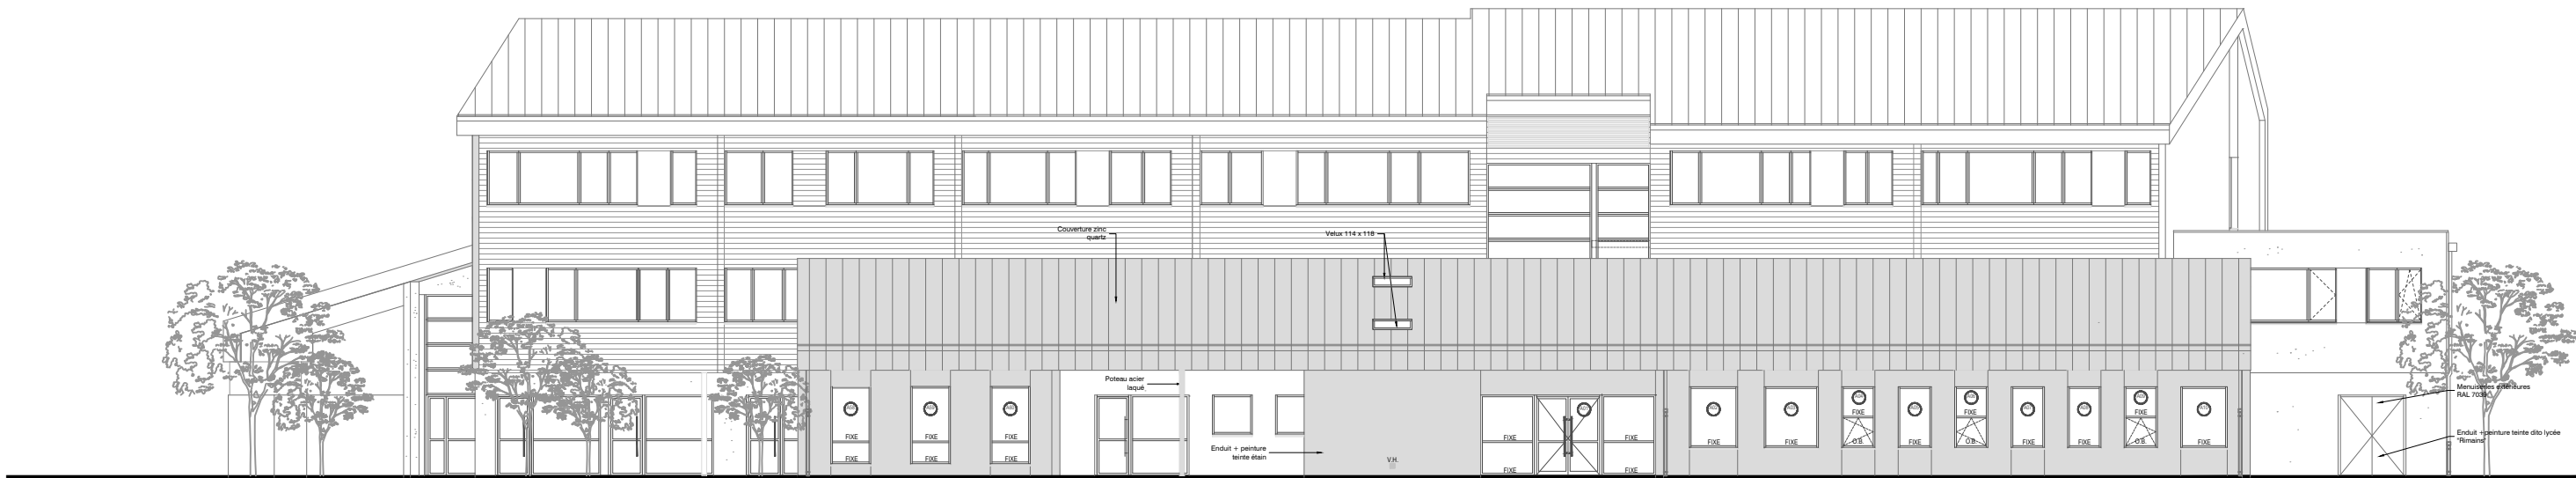 Couverture zinc
quartz
Velux 114 x 118
Poteau acier
laqué
Menuiseries extérieures
RAL 7039
Enduit + peinture
teinte étain
Enduit + peinture teinte dito lycée
"Rimains"
V.H.
FIXE
FIXE
FIXE
FIXE
FIXE
FIXE
FIXE
FIXE
FIXE
FIXE
FIXE
FIXE
FIXE
O.B.
FIXE
FIXE
O.B.
FIXE
FIXE
FIXE
O.B.
FIXE